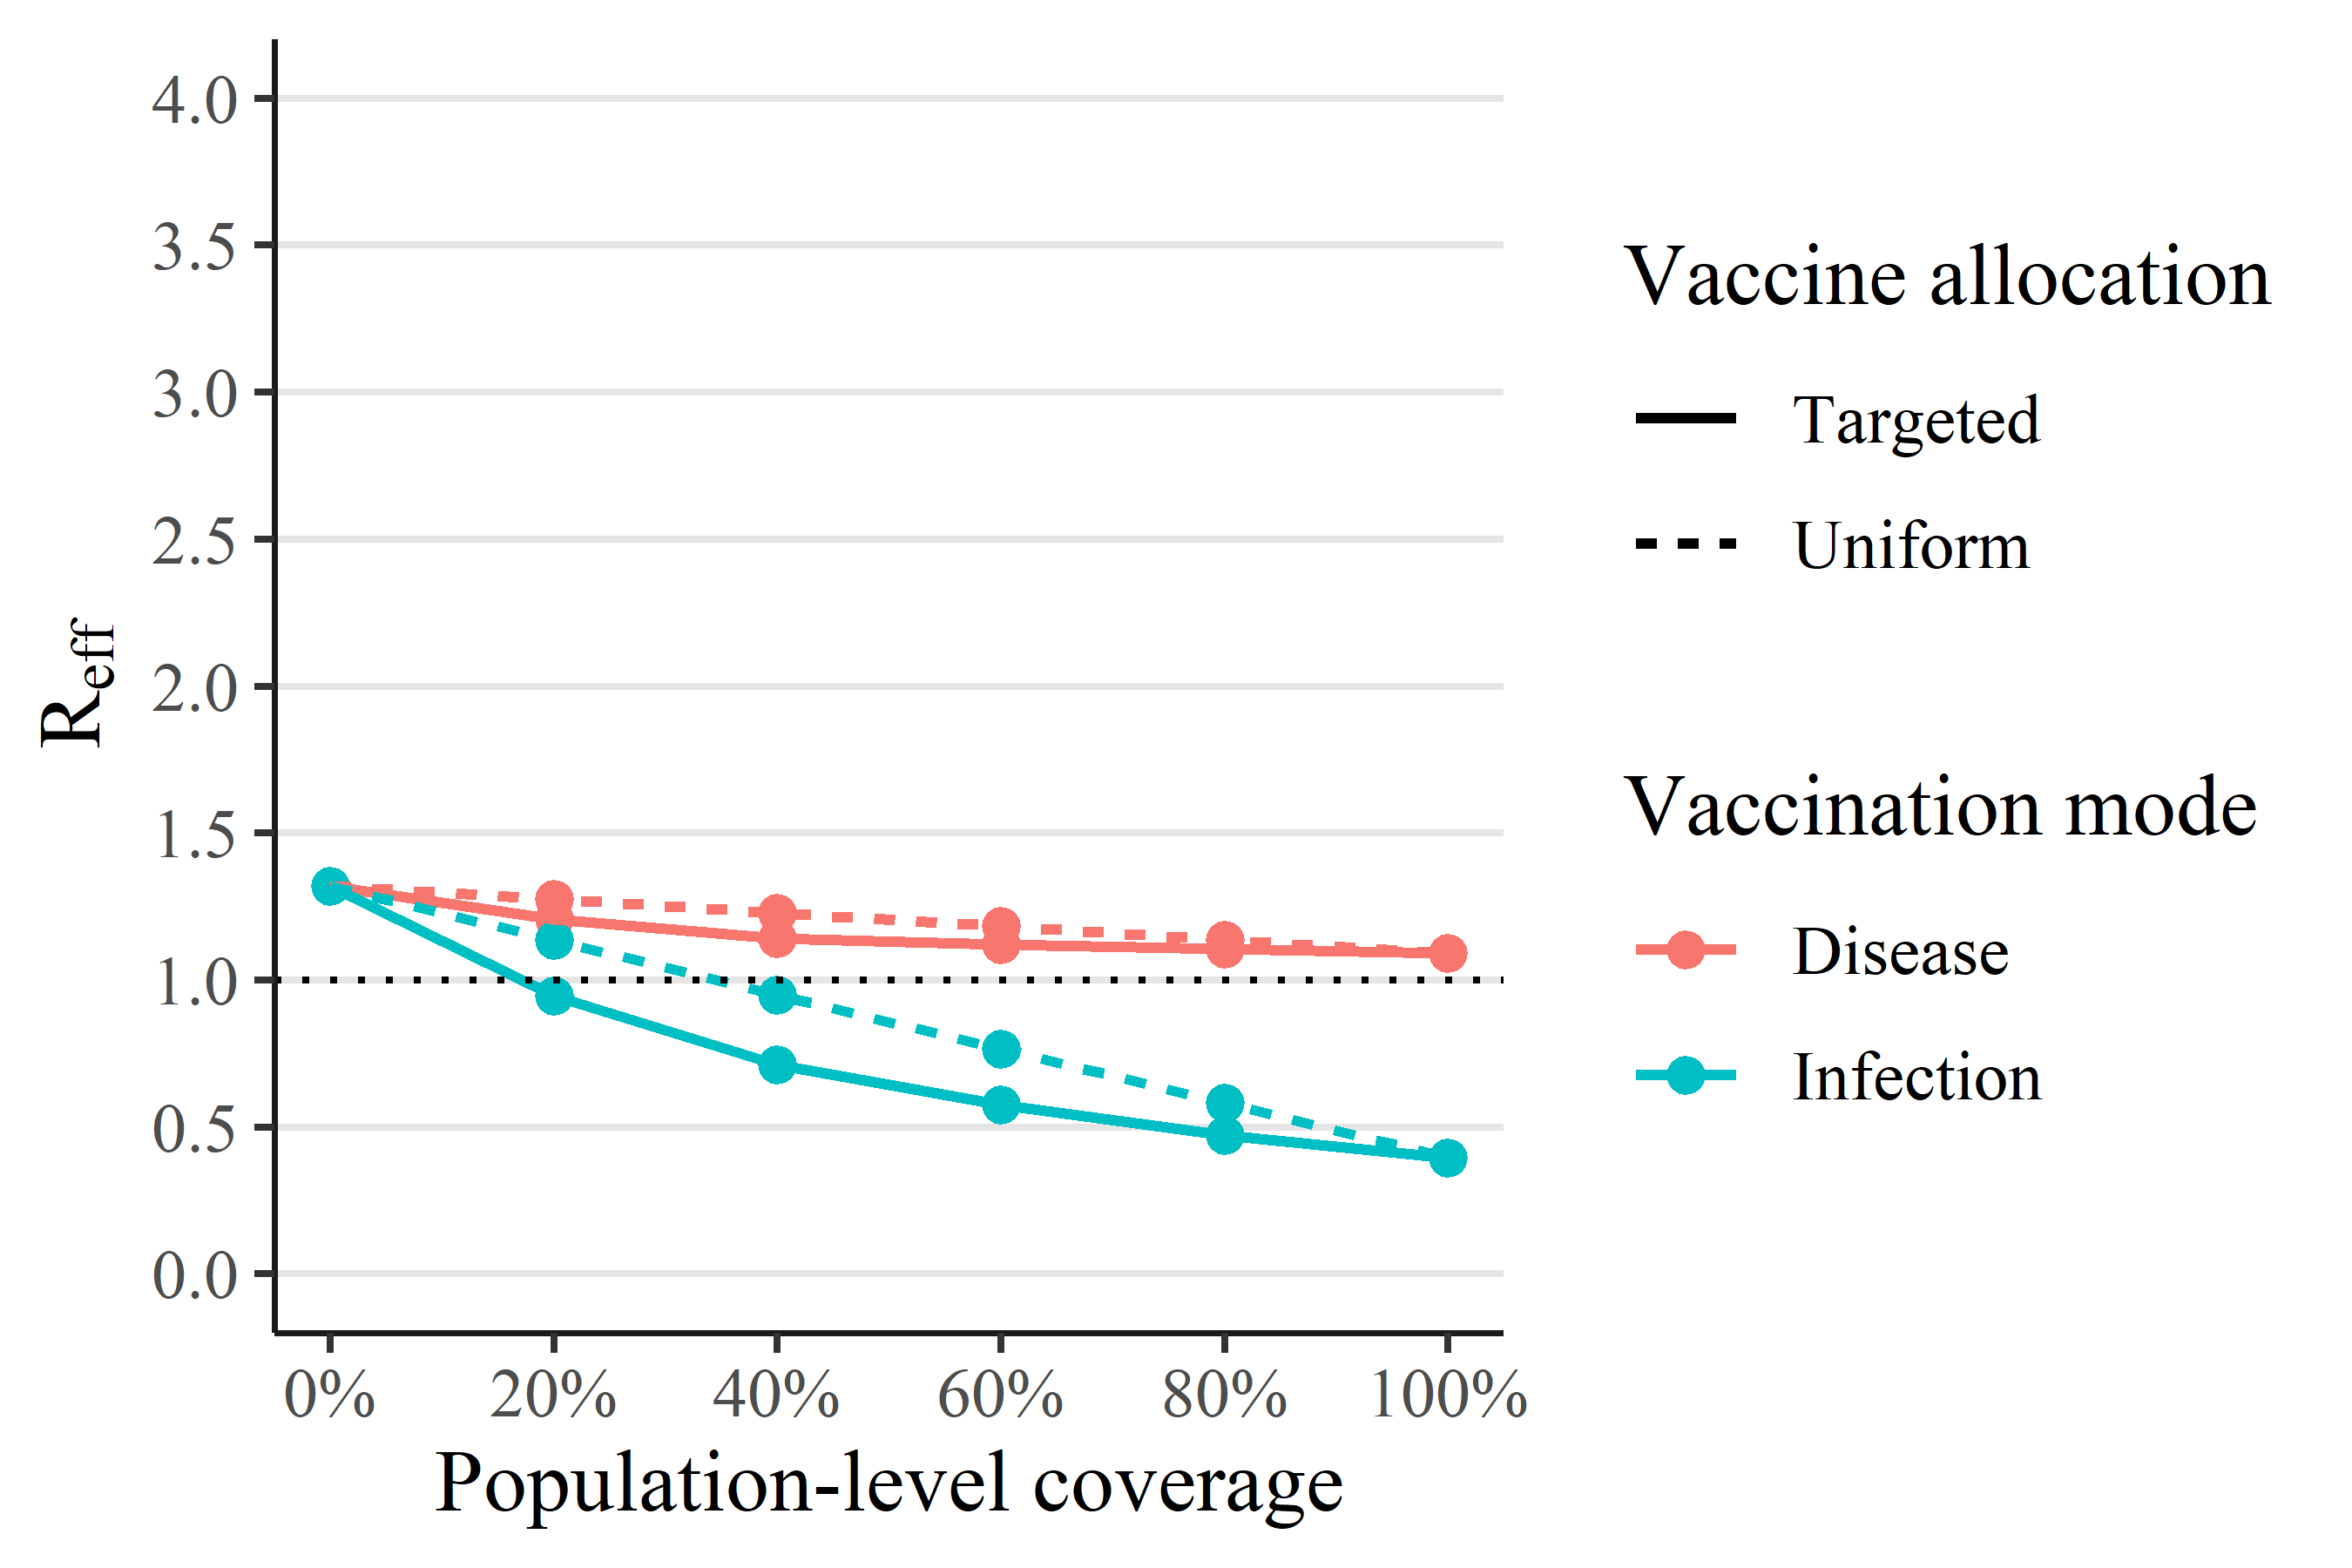 4.0
3.5
3.0
2.5
2.0
1.5
1.0
0.5
0.0
Reff
0%
20%
40%
60%
80%
100%
Population-level coverage
Vaccine allocation
Targeted
Uniform
Vaccination mode
Disease
Infection